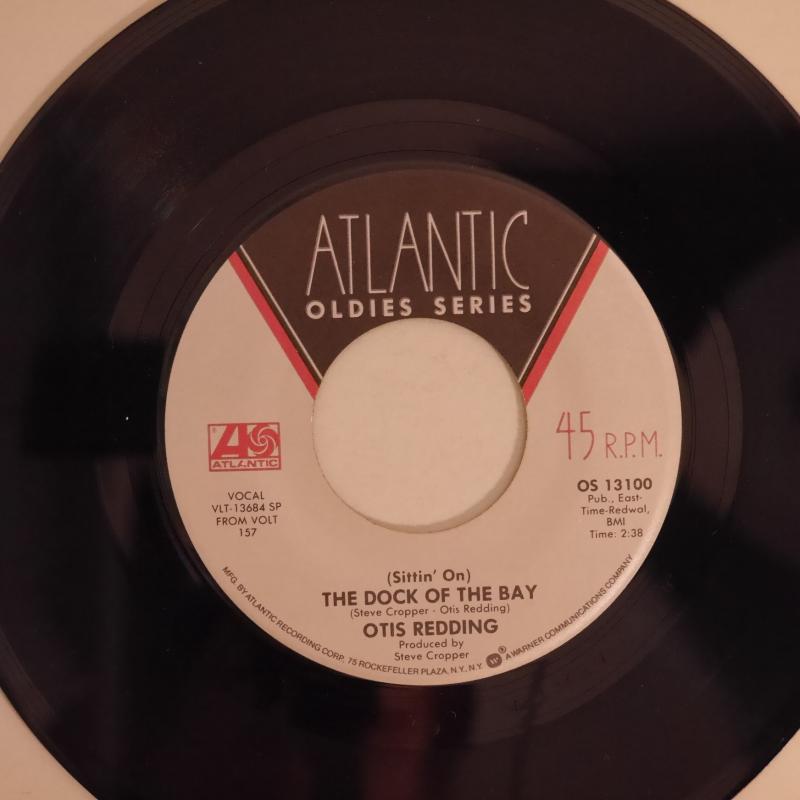 ATLANTIC
OLDIES SERIES
ATLANTIC
VOCAL
VLT-13684 SP
FROM VOLT
157
45 R.P.M.
OS 13100
Pub., East-
Time-Redwal,
BMI
Time: 2:38
(Sittin' On)
THE DOCK OF THE BAY
(Steve Cropper - Otis Redding)
OTIS REDDING
Produced by
Steve Cropper
MFG. BY ATLANTIC RECORDING CORP. 75 ROCKEFELLER PLAZA, N.Y., N.Y. A WARNER COMMUNICATIONS COMPANY